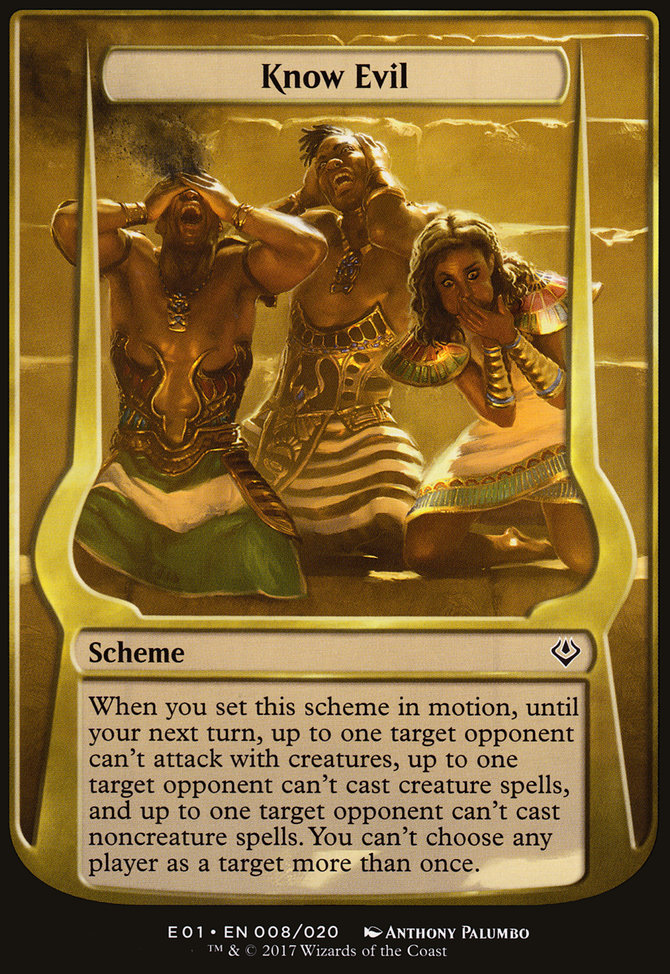 Know Evil
Scheme
When you set this scheme in motion, until
your next turn, up to one target opponent
can't attack with creatures, up to one
target opponent can't cast creature spells,
and up to one target opponent can't cast
noncreature spells. You can't choose any
player as a target more than once.
E01 • EN 008/020 Anthony Palumbo
™ & © 2017 Wizards of the Coast